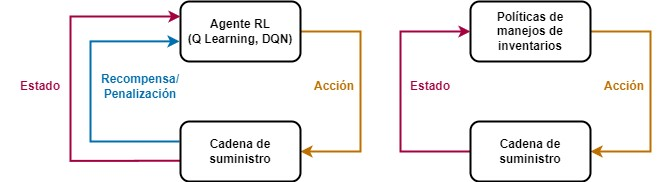 Agente RL
(Q Learning, DQN)
Estado
Recompensa/
Penalización
Acción
Cadena de
suministro
Políticas de
manejos de
inventarios
Estado
Acción
Cadena de
suministro